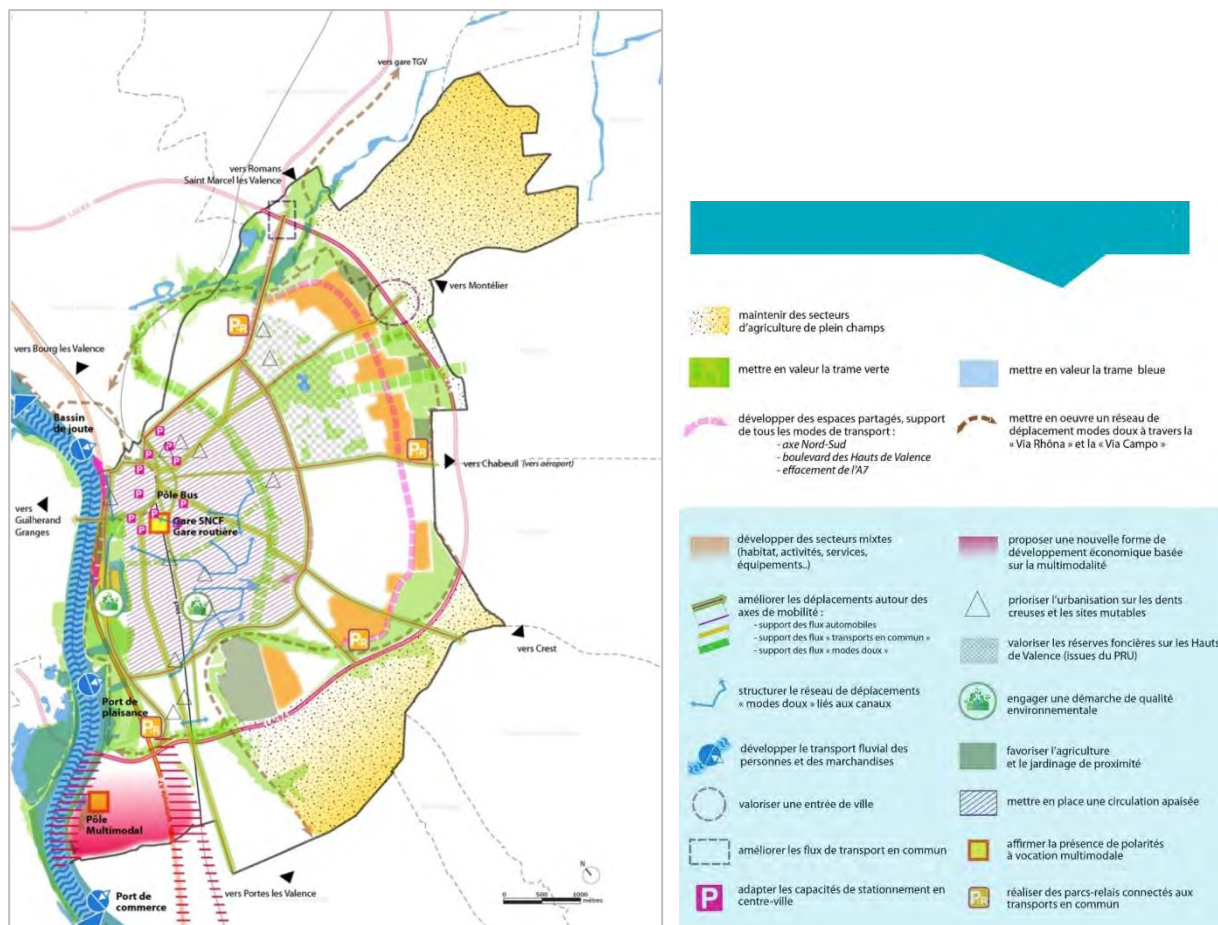 vers gare TGV
vers Romans
Saint Marcel les Valence
vers Montélier
vers Bourg les Valence
Bassin
de joute
vers Chabeuil (vers aéroport)
Pôle Bus
vers
Guilherand
Granges
Gare SNCF
Gare routière
vers Crest
Port de
plaisance
LACRA
Pôle
Multimodal
vers Portes les Valence
Port de
commerce
N
0 500 1000
mètres
P
PR
maintenir des secteurs
d'agriculture de plein champs
mettre en valeur la trame verte
mettre en valeur la trame bleue
développer des espaces partagés, support
de tous les modes de transport :
- axe Nord-Sud
- boulevard des Hauts de Valence
- effacement de l'A7
mettre en oeuvre un réseau de
déplacement modes doux à travers la
« Via Rhôna » et la « Via Campo »
développer des secteurs mixtes
(habitat, activités, services,
équipements..)
proposer une nouvelle forme de
développement économique basée
sur la multimodalité
améliorer les déplacements autour des
axes de mobilité :
- support des flux automobiles
- support des flux « transports en commun »
- support des flux « modes doux »
prioriser l'urbanisation sur les dents
creuses et les sites mutables
valoriser les réserves foncières sur les Hauts
de Valence (issues du PRU)
structurer le réseau de déplacements
« modes doux » liés aux canaux
engager une démarche de qualité
environnementale
développer le transport fluvial des
personnes et des marchandises
favoriser l'agriculture
et le jardinage de proximité
valoriser une entrée de ville
mettre en place une circulation apaisée
améliorer les flux de transport en commun
affirmer la présence de polarités
à vocation multimodale
P
adapter les capacités de stationnement en
centre-ville
PR
réaliser des parcs-relais connectés aux
transports en commun